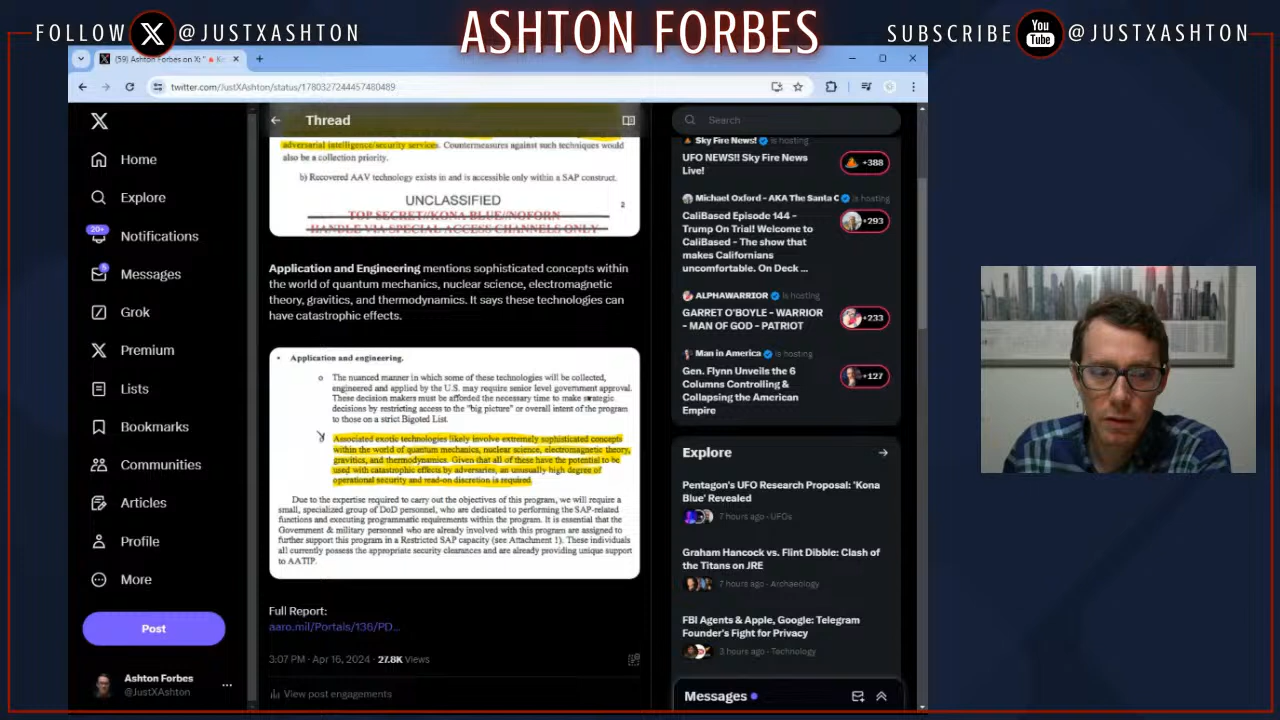 FOLLOW @JUSTXASHTON
ASHTON FORBES
SUBSCRIBE You Tube @JUSTXASHTON
(59) Ashton Forbes on X: "
twitter.com/JustXAshton/status/1780327244457480489
Home
Explore
20+
Notifications
Messages
Grok
Premium
Lists
Bookmarks
Communities
Articles
Profile
More
Post
Ashton Forbes
@JustXAshton
Thread
adversarial intelligence/security services. Countermeasures against such techniques would
also be a collection priority.
b) Recovered AAV technology exists in and is accessible only within a SAP construct.
UNCLASSIFIED
2
TOP SECRET//KONA BLUE//NOFORN
HANDLE VIA SPECIAL ACCESS CHANNELS ONLY
Application and Engineering mentions sophisticated concepts within
the world of quantum mechanics, nuclear science, electromagnetic
theory, gravitics, and thermodynamics. It says these technologies can
have catastrophic effects.
• Application and engineering.
o The nuanced manner in which some of these technologies will be collected,
engineered and applied by the U.S. may require senior level government approval.
These decision makers must be afforded the necessary time to make strategic
decisions by restricting access to the "big picture" or overall intent of the program
to those on a strict Bigoted List.
Associated exotic technologies likely involve extremely sophisticated concepts
within the world of quantum mechanics, nuclear science, electromagnetic theory,
gravitics, and thermodynamics. Given that all of these have the potential to be
used with catastrophic effects by adversaries, an unusually high degree of
operational security and read-on discretion is required.
Due to the expertise required to carry out the objectives of this program, we will require a
small, specialized group of DoD personnel, who are dedicated to performing the SAP-related
functions and executing programmatic requirements within the program. It is essential that the
Government & military personnel who are already involved with this program are assigned to
further support this program in a Restricted SAP capacity (see Attachment 1). These individuals
all currently possess the appropriate security clearances and are already providing unique support
to AATIP.
Full Report:
aaro.mil/Portals/136/PD...
3:07 PM · Apr 16, 2024 · 27.8K Views
View post engagements
Search
Sky Fire News! is hosting
UFO NEWS!! Sky Fire News
Live!
+388
Michael Oxford - AKA The Santa C is hosting
CaliBased Episode 144 -
Trump On Trial! Welcome to
CaliBased - The show that
makes Californians
uncomfortable. On Deck ...
+293
ALPHAWARRIOR is hosting
GARRET O'BOYLE - WARRIOR
- MAN OF GOD - PATRIOT
+233
Man in America is hosting
Gen. Flynn Unveils the 6
Columns Controlling &
Collapsing the American
Empire
+127
Explore
Pentagon's UFO Research Proposal: 'Kona
Blue' Revealed
7 hours ago · UFOs
Graham Hancock vs. Flint Dibble: Clash of
the Titans on JRE
7 hours ago · Archaeology
FBI Agents & Apple, Google: Telegram
Founder's Fight for Privacy
3 hours ago · Technology
Messages